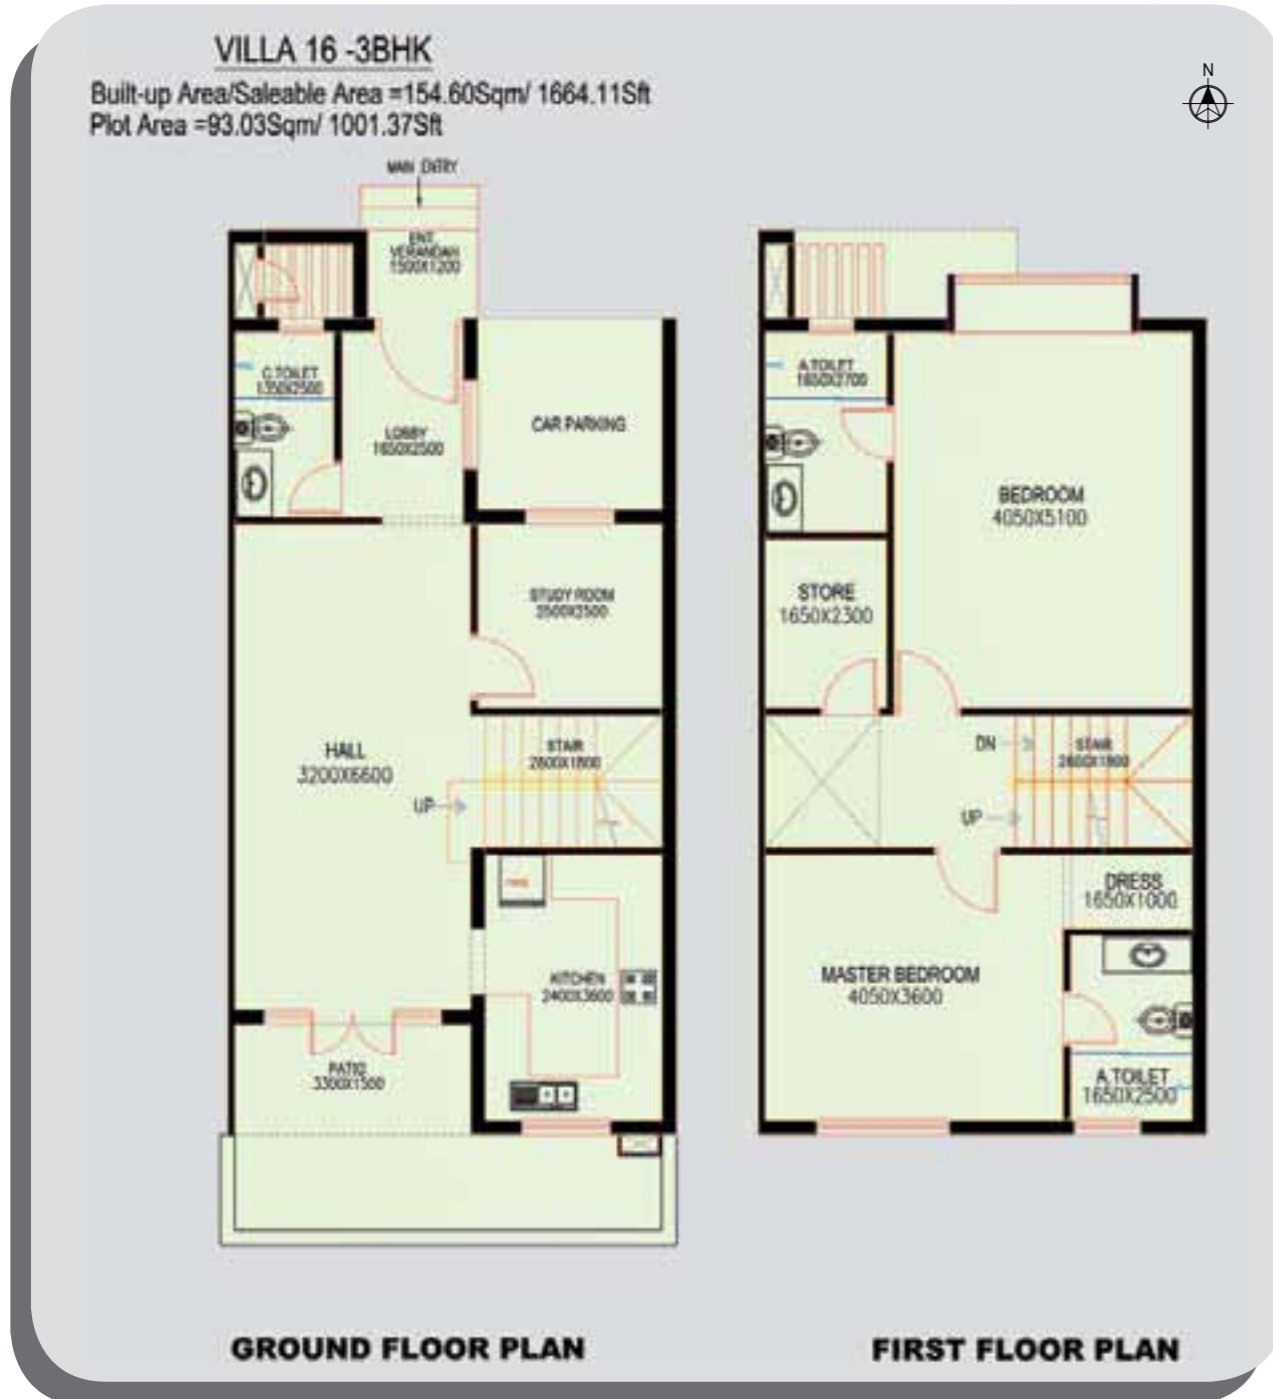 VILLA 16 -3BHK
Built-up Area/Saleable Area =154.60Sqm/ 1664.11Sft
Plot Area =93.03Sqm/ 1001.37Sft
N
MAIN ENTRY
ENT.
VERANDAH
1500X1200
C.TOILET
1350X2500
LOBBY
1650X2500
CAR PARKING
STUDY ROOM
2500X2500
HALL
3200X6600
STAIR
2600X1800
UP
KITCHEN
2400X3600
PATIO
3300X1500
GROUND FLOOR PLAN
A.TOILET
1650X2700
BEDROOM
4050X5100
STORE
1650X2300
DN
STAIR
2600X1800
UP
DRESS
1650X1000
MASTER BEDROOM
4050X3600
A.TOILET
1650X2500
FIRST FLOOR PLAN